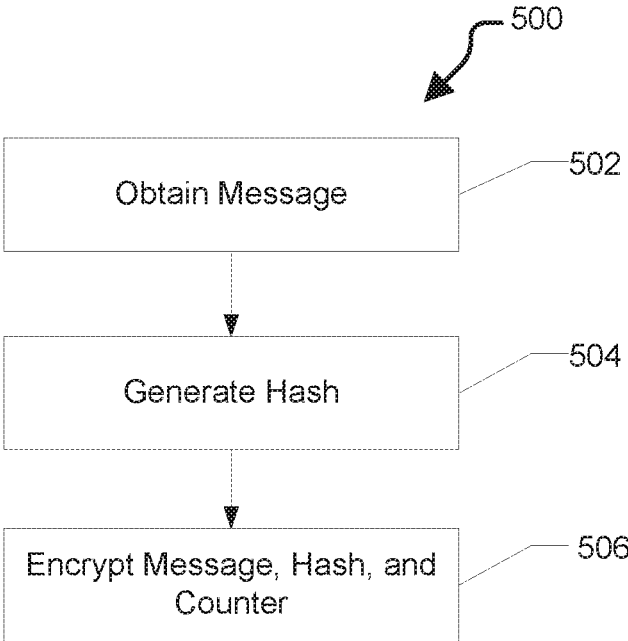 500
Obtain Message
502
Generate Hash
504
Encrypt Message, Hash, and
Counter
506